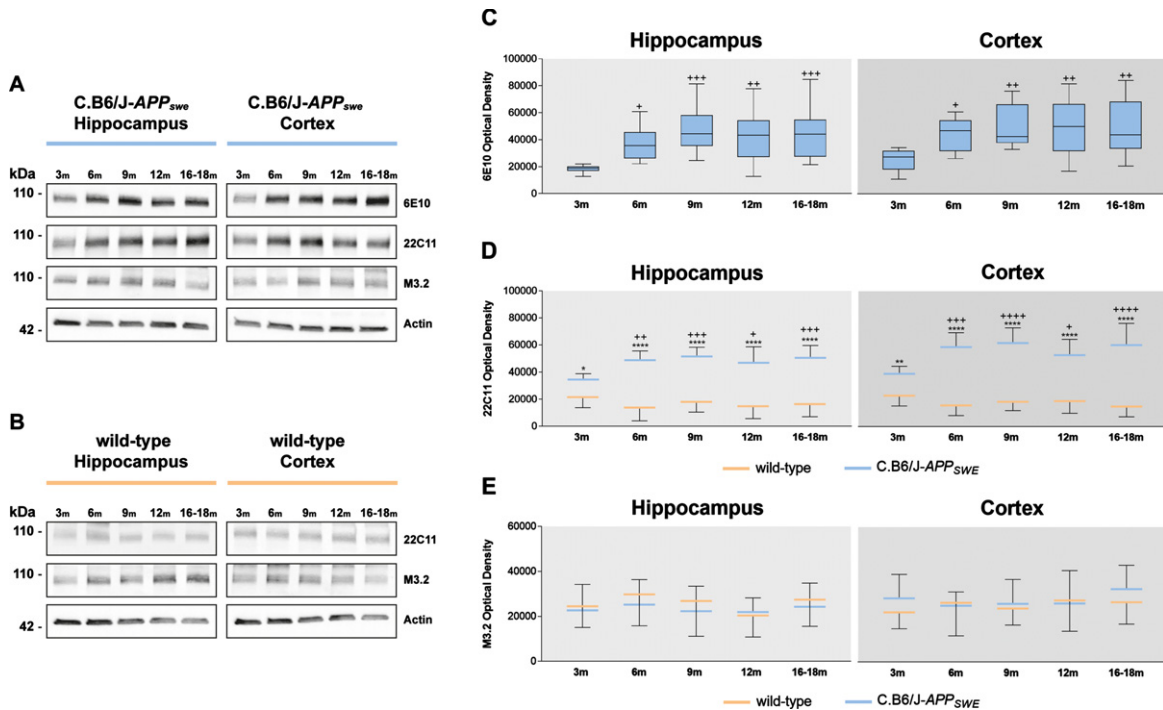 A
C.B6/J-APPswe
Hippocampus
C.B6/J-APPswe
Cortex
kDa
3m 6m 9m 12m 16-18m
3m 6m 9m 12m 16-18m
110 -
6E10
110 -
22C11
110 -
M3.2
42 -
Actin
B
wild-type
Hippocampus
wild-type
Cortex
kDa
3m 6m 9m 12m 16-18m
3m 6m 9m 12m 16-18m
110 -
22C11
110 -
M3.2
42 -
Actin
C
Hippocampus
Cortex
6E10 Optical Density
100000
80000
60000
40000
20000
0
+ +++ ++ +++
+ ++ ++ ++
3m 6m 9m 12m 16-18m
3m 6m 9m 12m 16-18m
D
Hippocampus
Cortex
22C11 Optical Density
100000
80000
60000
40000
20000
0
++ +++ + +++
* **** **** **** ****
+++ ++++ + ++++
** **** **** **** ****
3m 6m 9m 12m 16-18m
3m 6m 9m 12m 16-18m
wild-type C.B6/J-APPSWE
E
Hippocampus
Cortex
M3.2 Optical Density
60000
40000
20000
0
3m 6m 9m 12m 16-18m
3m 6m 9m 12m 16-18m
wild-type C.B6/J-APPSWE